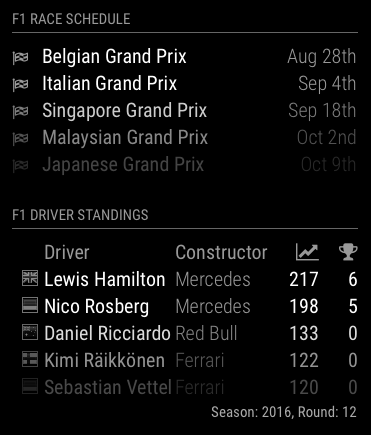 F1 RACE SCHEDULE
Belgian Grand Prix Aug 28th
Italian Grand Prix Sep 4th
Singapore Grand Prix Sep 18th
Malaysian Grand Prix Oct 2nd
Japanese Grand Prix Oct 9th
F1 DRIVER STANDINGS
Driver Constructor
Lewis Hamilton Mercedes 217 6
Nico Rosberg Mercedes 198 5
Daniel Ricciardo Red Bull 133 0
Kimi Räikkönen Ferrari 122 0
Sebastian Vettel Ferrari 120 0
Season: 2016, Round: 12